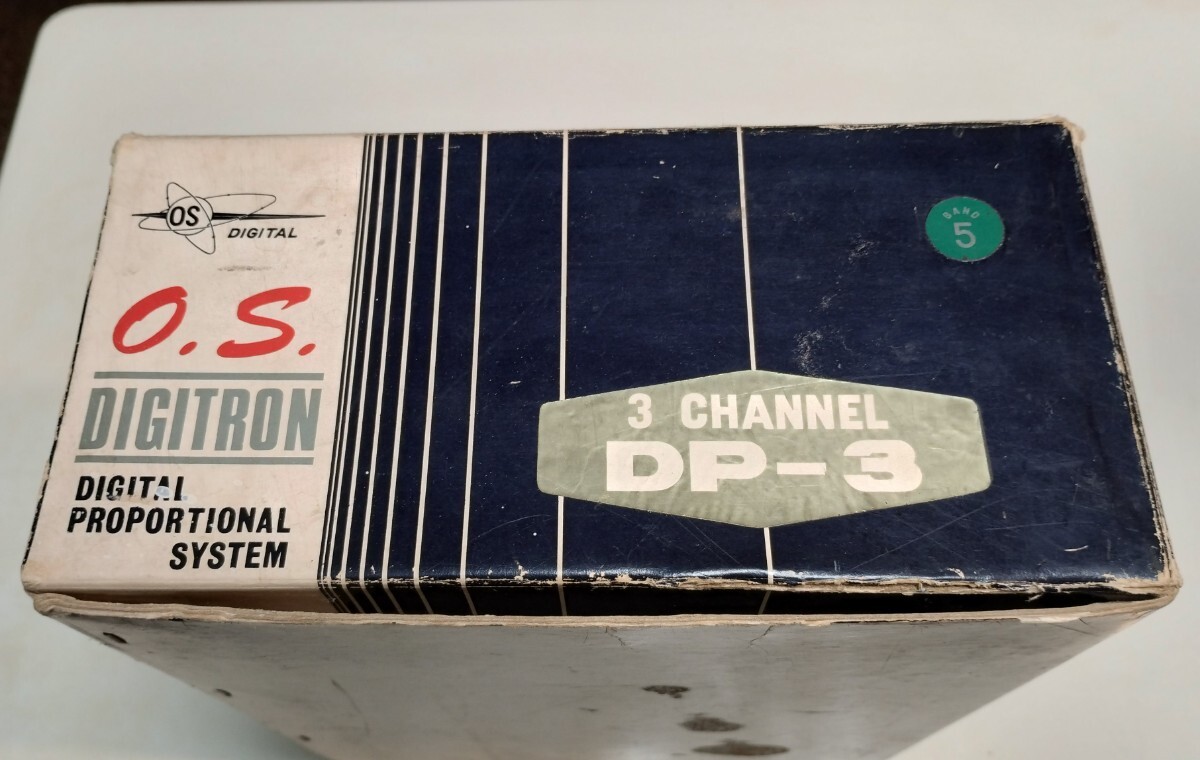 OS
DIGITAL
O.S.
DIGITRON
DIGITAL
PROPORTIONAL
SYSTEM
BAND
5
3 CHANNEL
DP-3